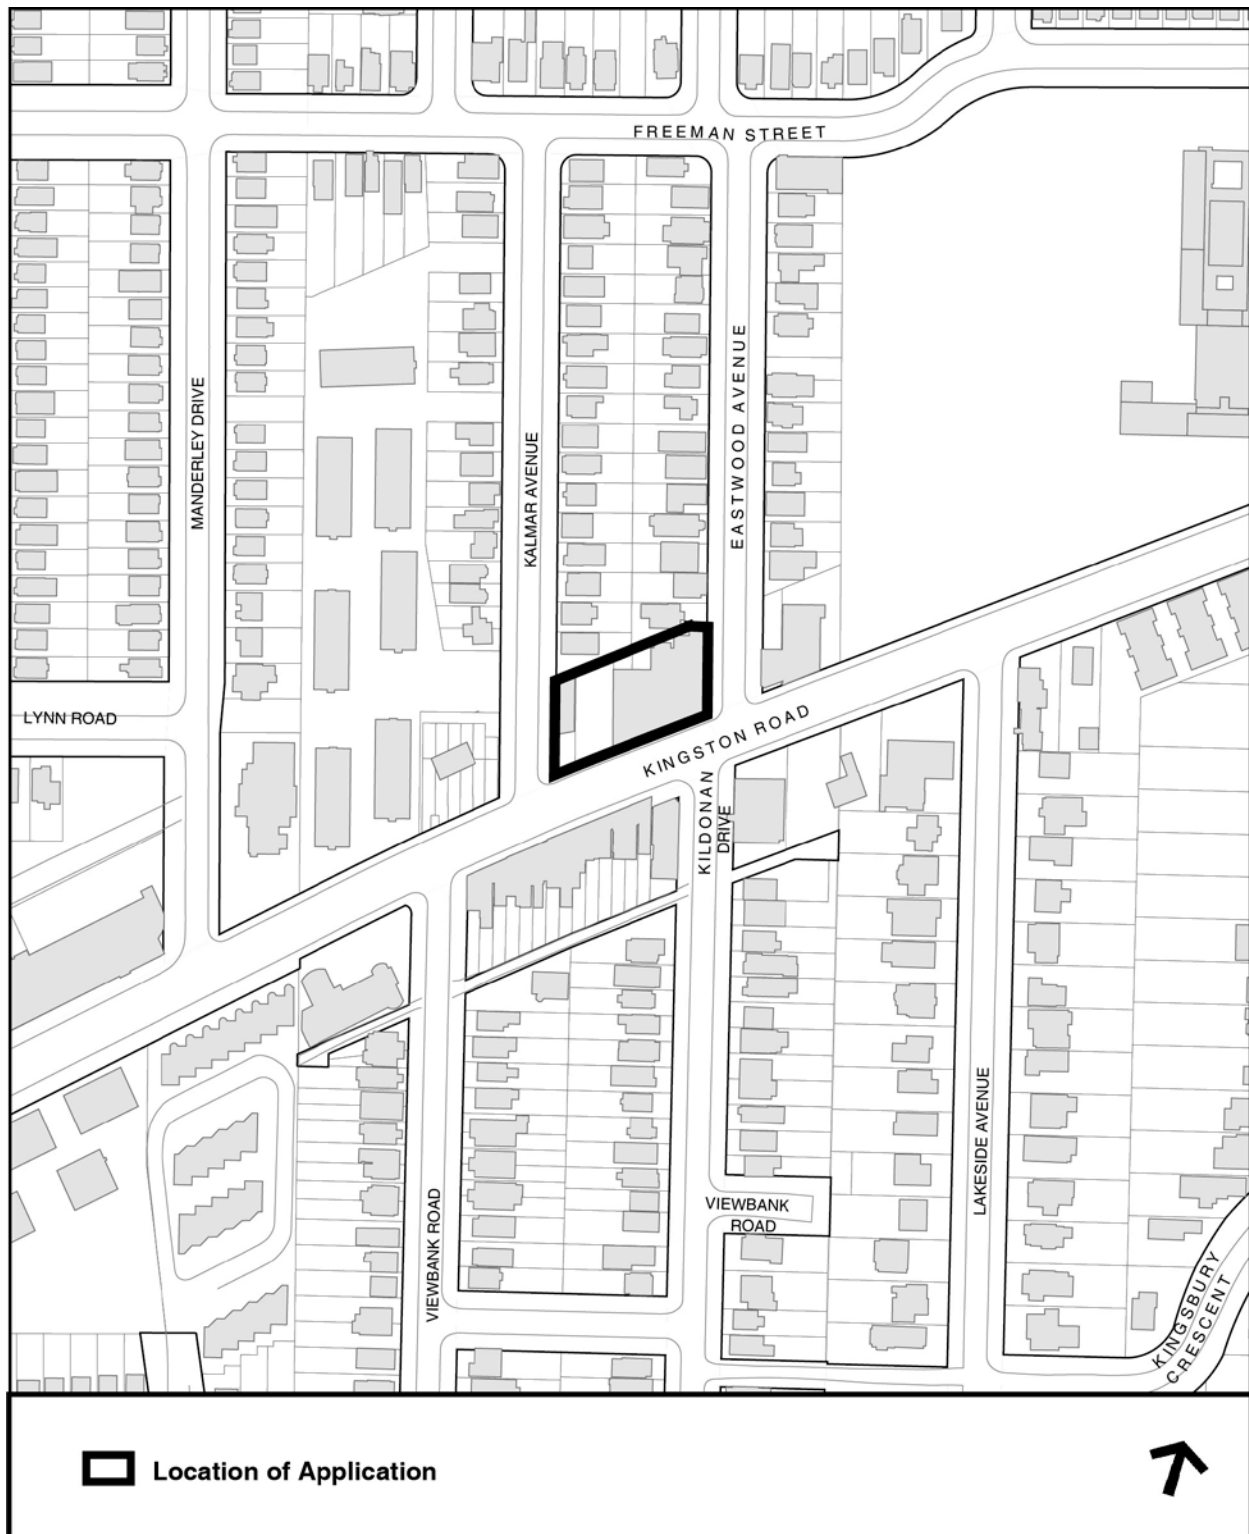 FREEMAN STREET
EASTWOOD AVENUE
MANDERLEY DRIVE
KALMAR AVENUE
LYNN ROAD
KINGSTON ROAD
KILDONAN
DRIVE
LAKESIDE AVENUE
VIEWBANK ROAD
VIEWBANK
ROAD
KINGSBURY
CRESCENT
Location of Application